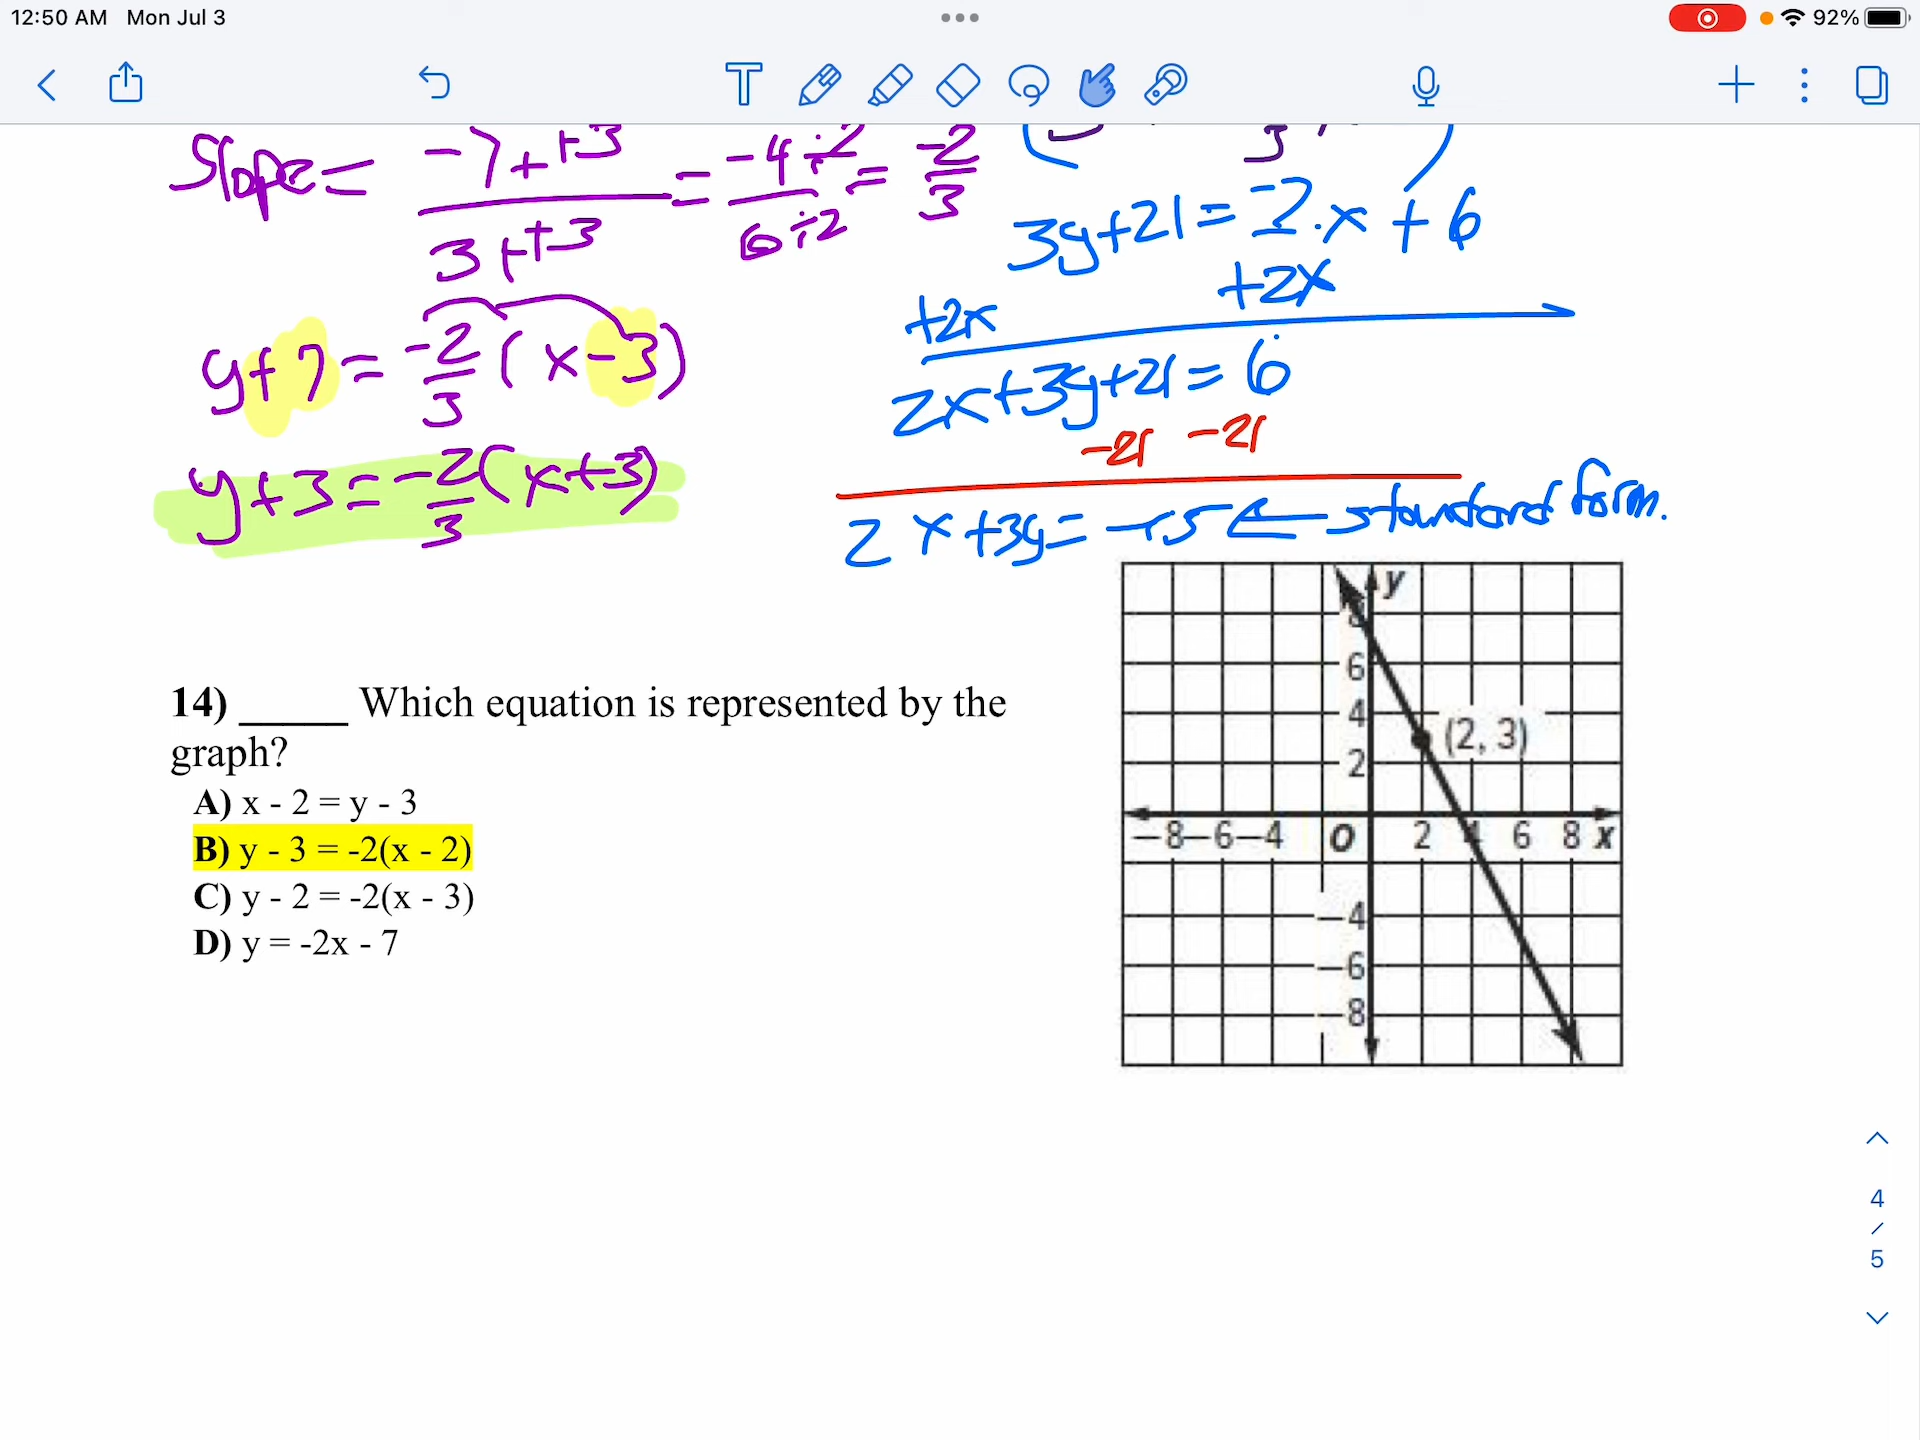 12:50 AM Mon Jul 3
92%
Slope = -7 + +3 / 3 + +3 = -4 ÷ 2 / 6 ÷ 2 = -2 / 3
3y+21 = -2x + 6
+2x +2x
y+7 = -2/3 (x-3)
2x+3y+21 = 6
-21 -21
y+3 = -2/3 (x+3)
2x+3y = -15 ← standard form.
14) _____ Which equation is represented by the
graph?
A) x - 2 = y - 3
B) y - 3 = -2(x - 2)
C) y - 2 = -2(x - 3)
D) y = -2x - 7
y
8
6
4
(2, 3)
2
-8 -6 -4 O 2 4 6 8 x
-4
-6
-8
4
/
5